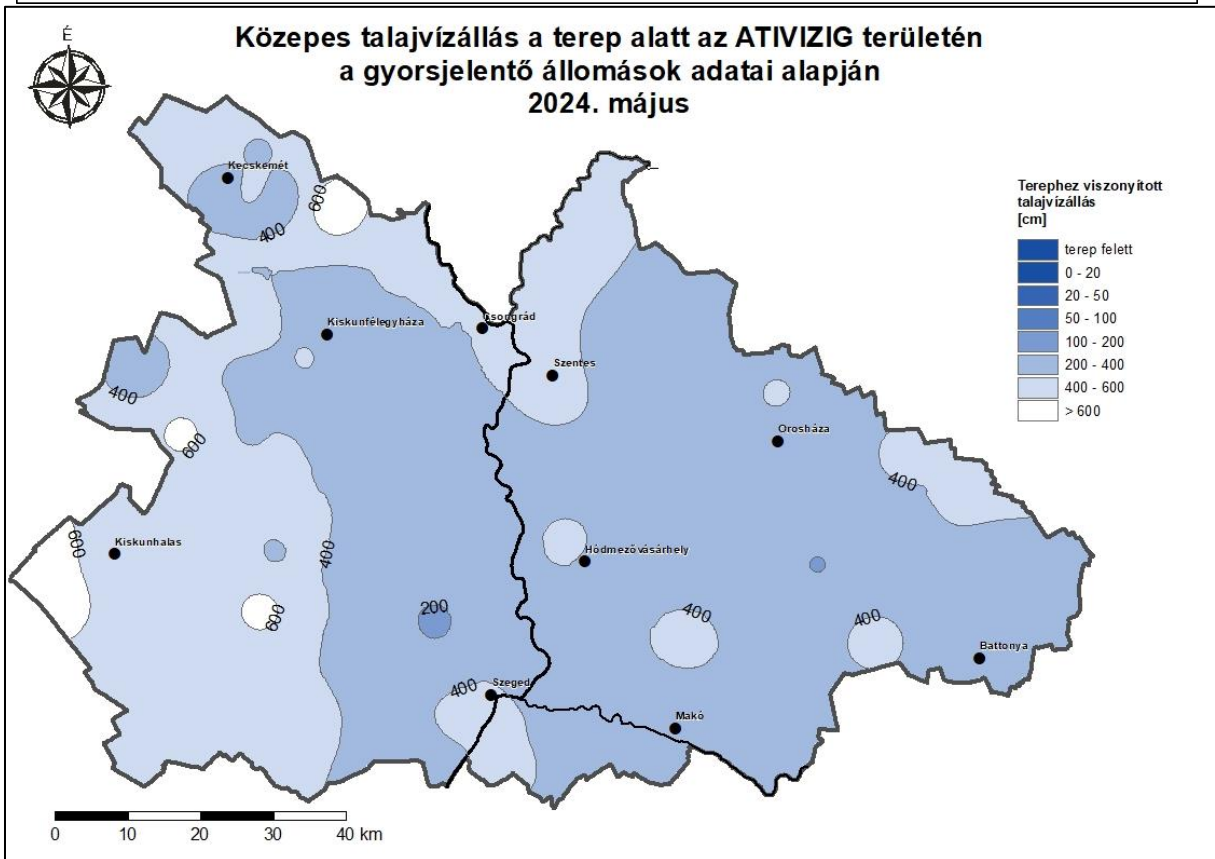 Közepes talajvízállás a terep alatt az ATIVIZIG területén
a gyorsjelentő állomások adatai alapján
2024. május
É
Kecskemét
600
400
Kiskunfélegyháza
Csongrád
Szentes
400
600
Orosháza
400
600
Kiskunhalas
400
Hódmezővásárhely
600
200
400
400
400
Szeged
Makó
Battonya
Terephez viszonyított
talajvízállás
[cm]
terep felett
0 - 20
20 - 50
50 - 100
100 - 200
200 - 400
400 - 600
> 600
0 10 20 30 40 km